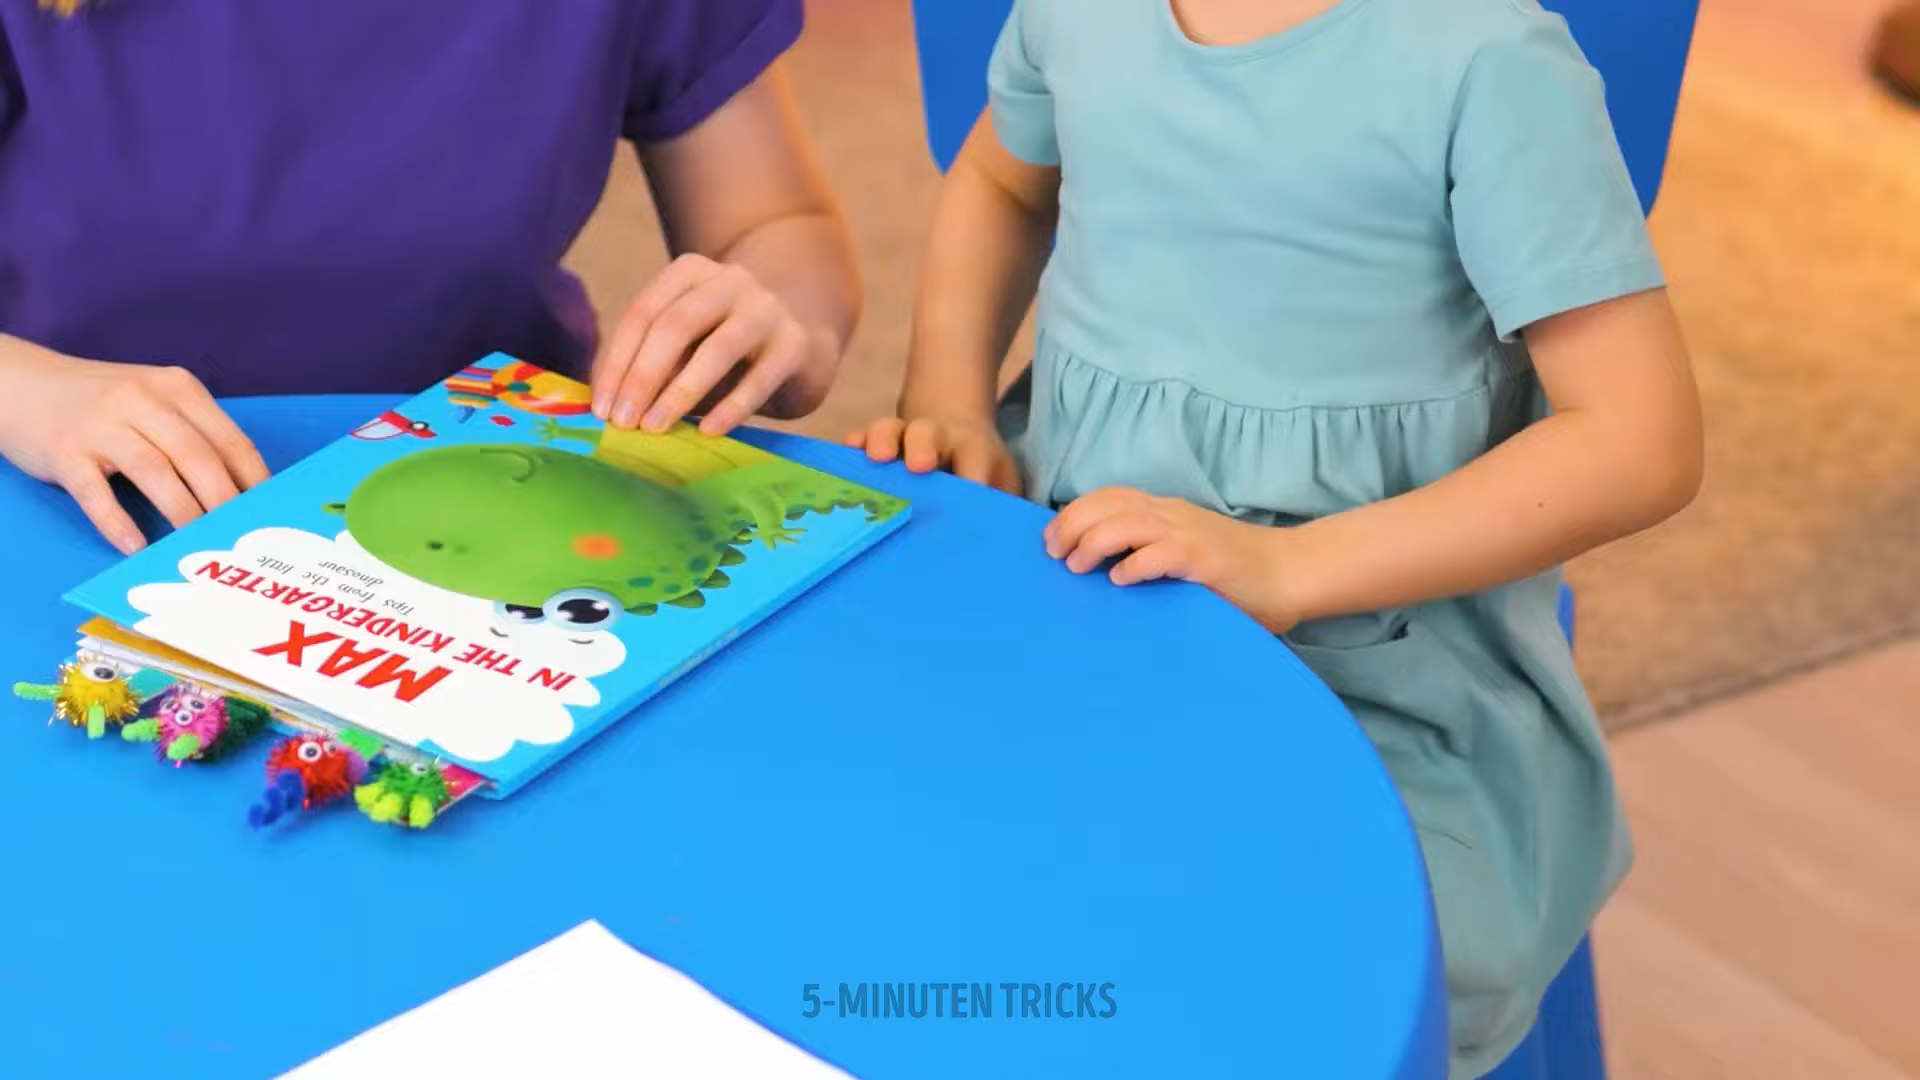 MAX
IN THE KINDERGARTEN
Tips from the little
dinosaur
5-MINUTEN TRICKS